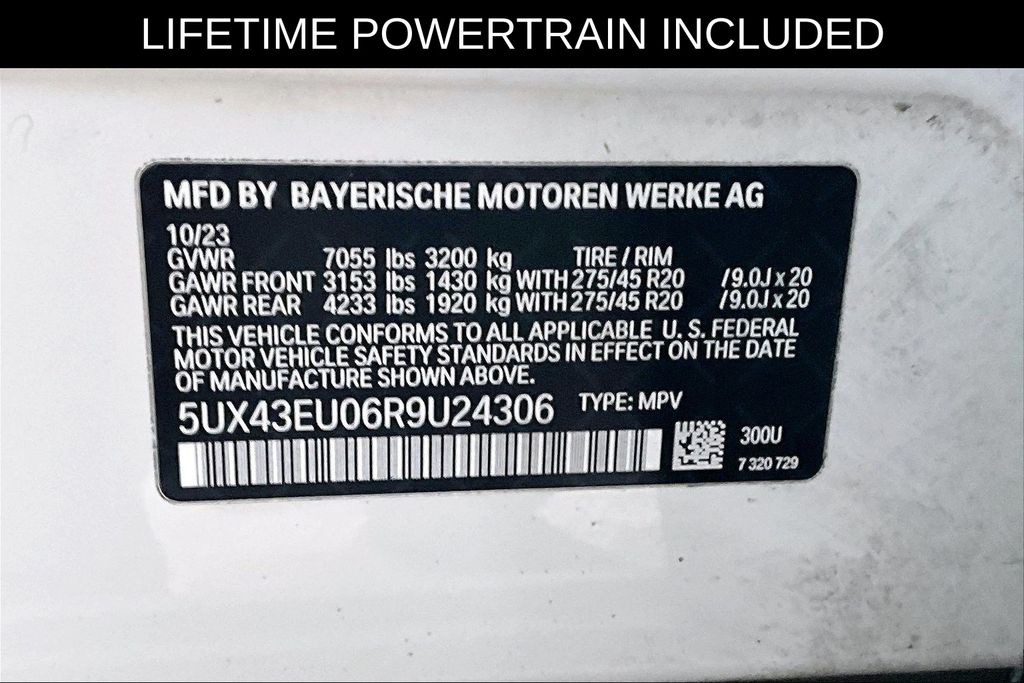 LIFETIME POWERTRAIN INCLUDED
MFD BY BAYERISCHE MOTOREN WERKE AG
10/23
GVWR 7055 lbs 3200 kg TIRE / RIM
GAWR FRONT 3153 lbs 1430 kg WITH 275/45 R20 /9.0J x 20
GAWR REAR 4233 lbs 1920 kg WITH 275/45 R20 /9.0J x 20
THIS VEHICLE CONFORMS TO ALL APPLICABLE U. S. FEDERAL
MOTOR VEHICLE SAFETY STANDARDS IN EFFECT ON THE DATE
OF MANUFACTURE SHOWN ABOVE.
5UX43EU06R9U24306 TYPE: MPV
300U
7 320 729